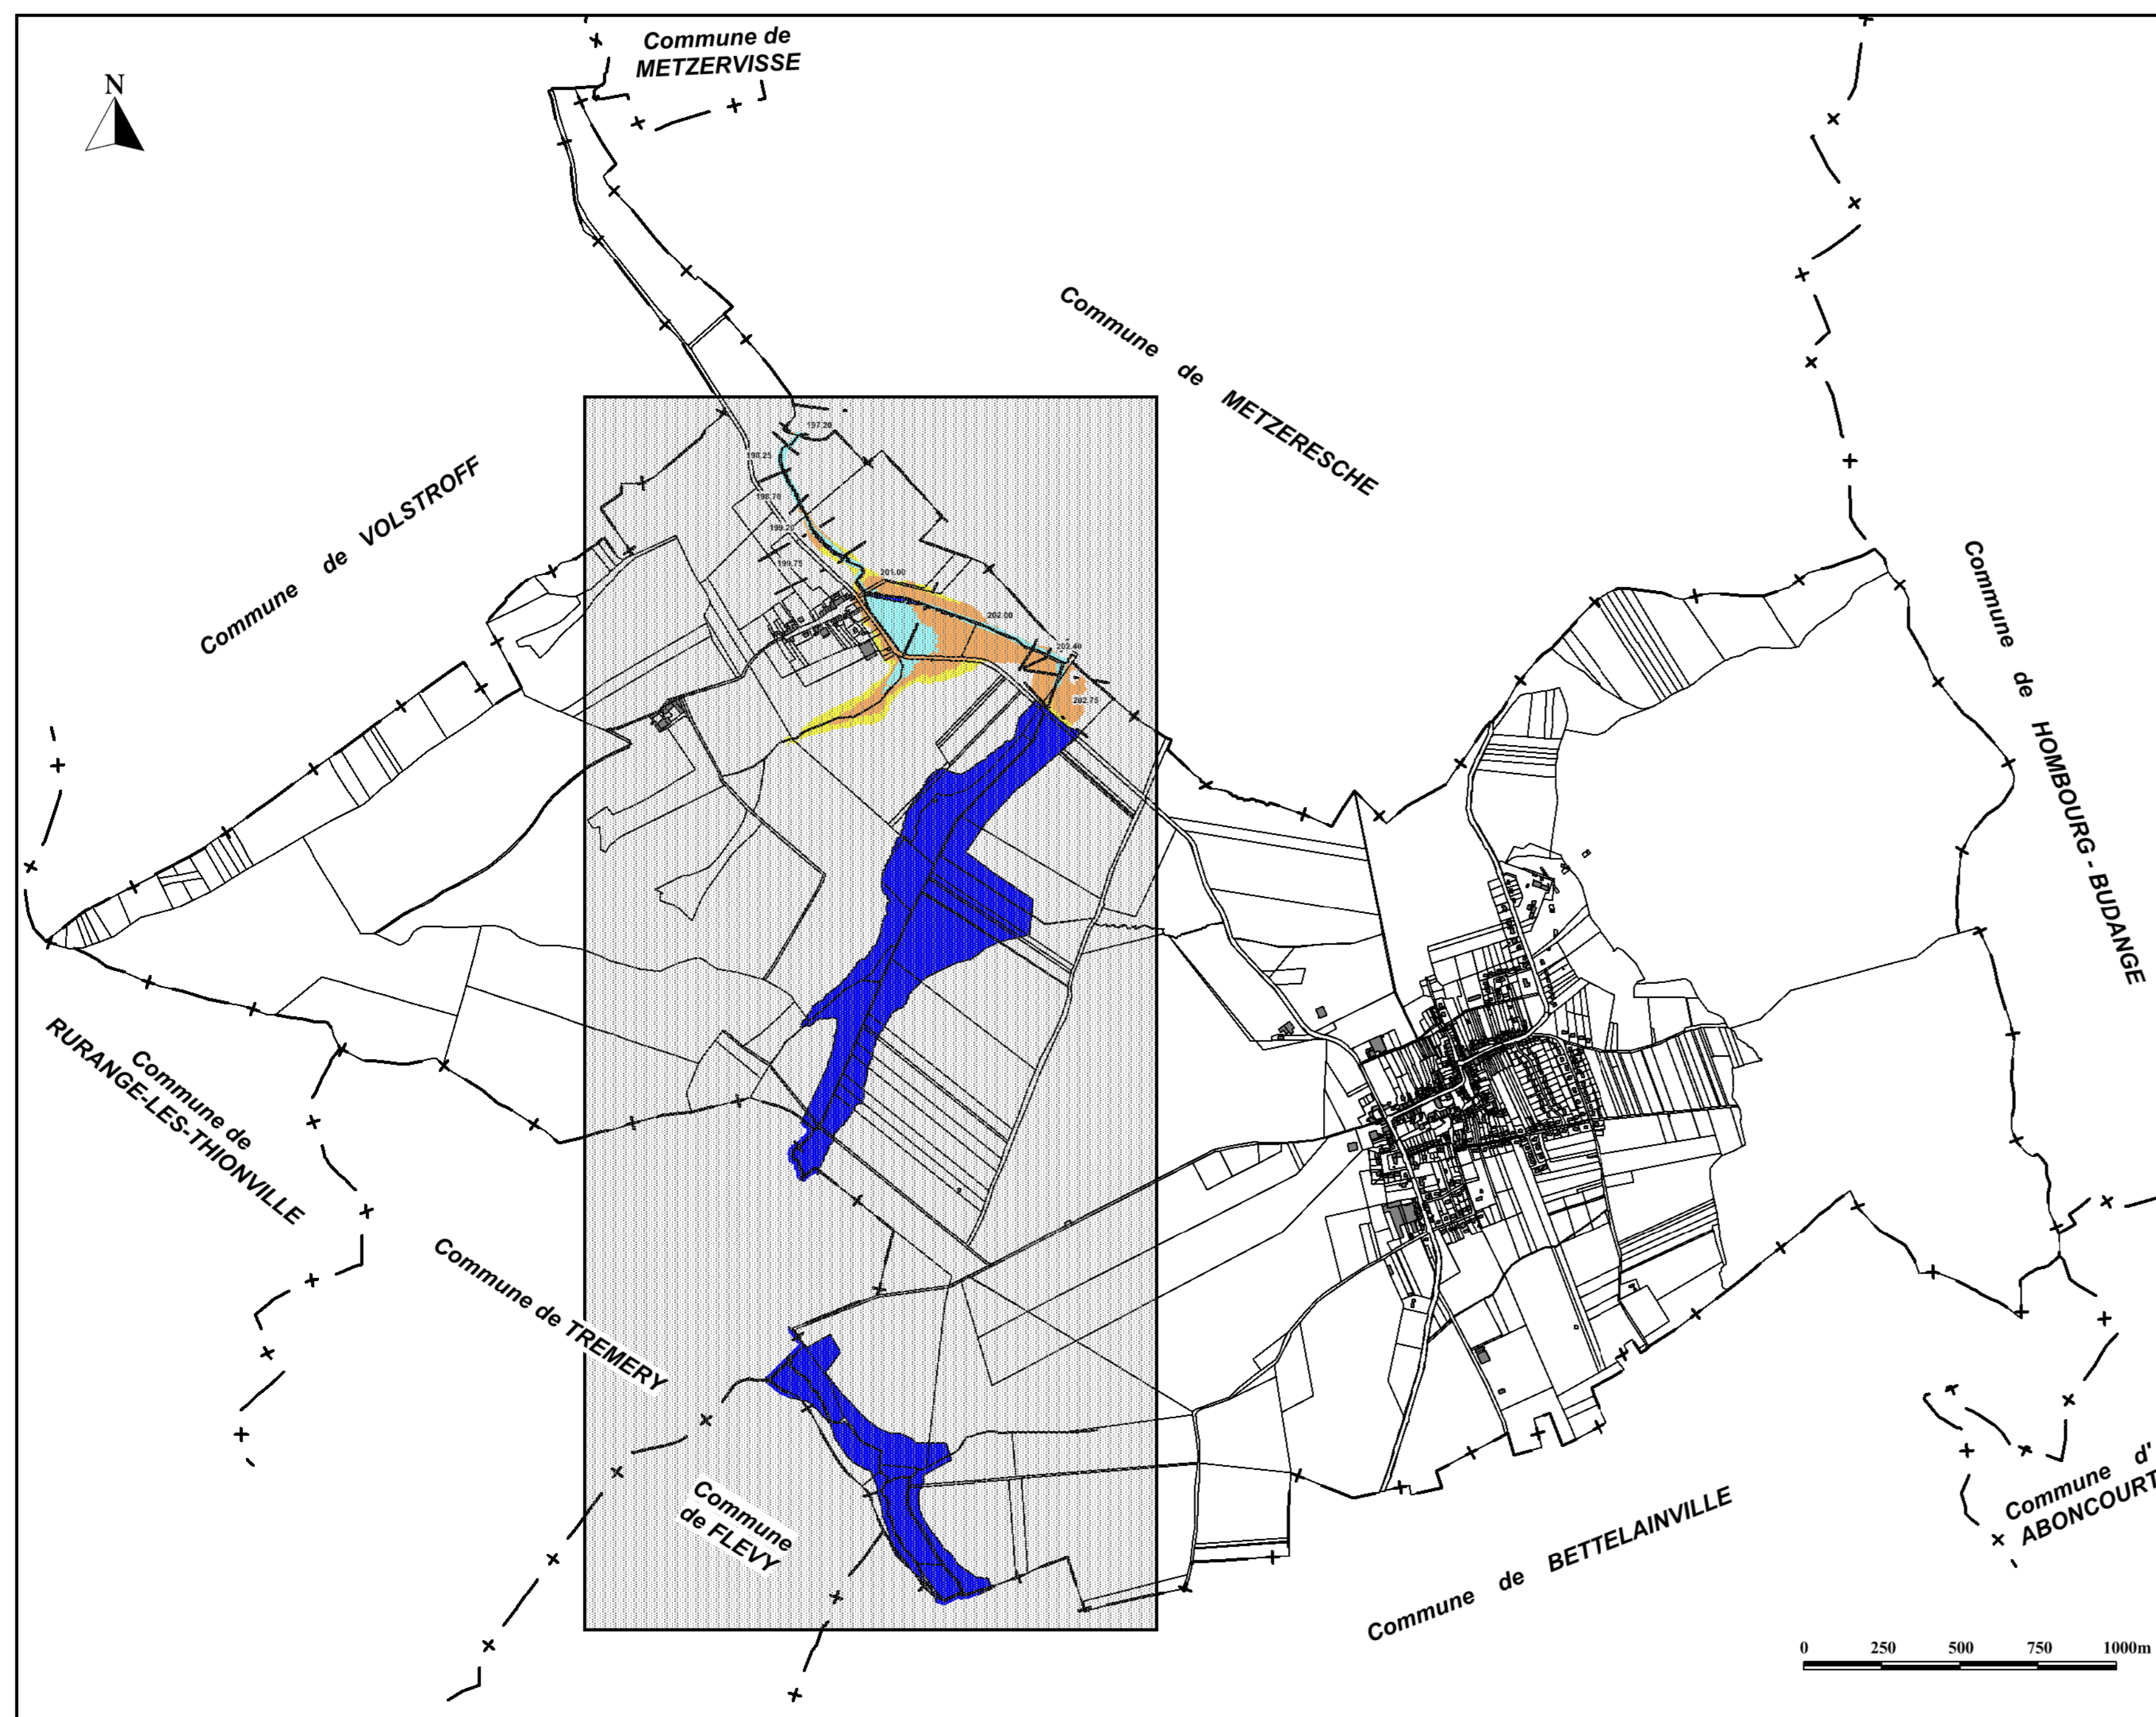 Commune de
METZERVISSE
N
Commune de METZERESCHE
Commune de VOLSTROFF
197.20
198.25
198.70
199.20
199.75
201.00
202.00
202.75
Commune de HOMBOURG - BUDANGE
Commune de
RURANGE-LES-THIONVILLE
Commune de TREMERY
Commune
de FLEVY
Commune de BETTELAINVILLE
Commune d'
ABONCOURT
0 250 500 750 1000m